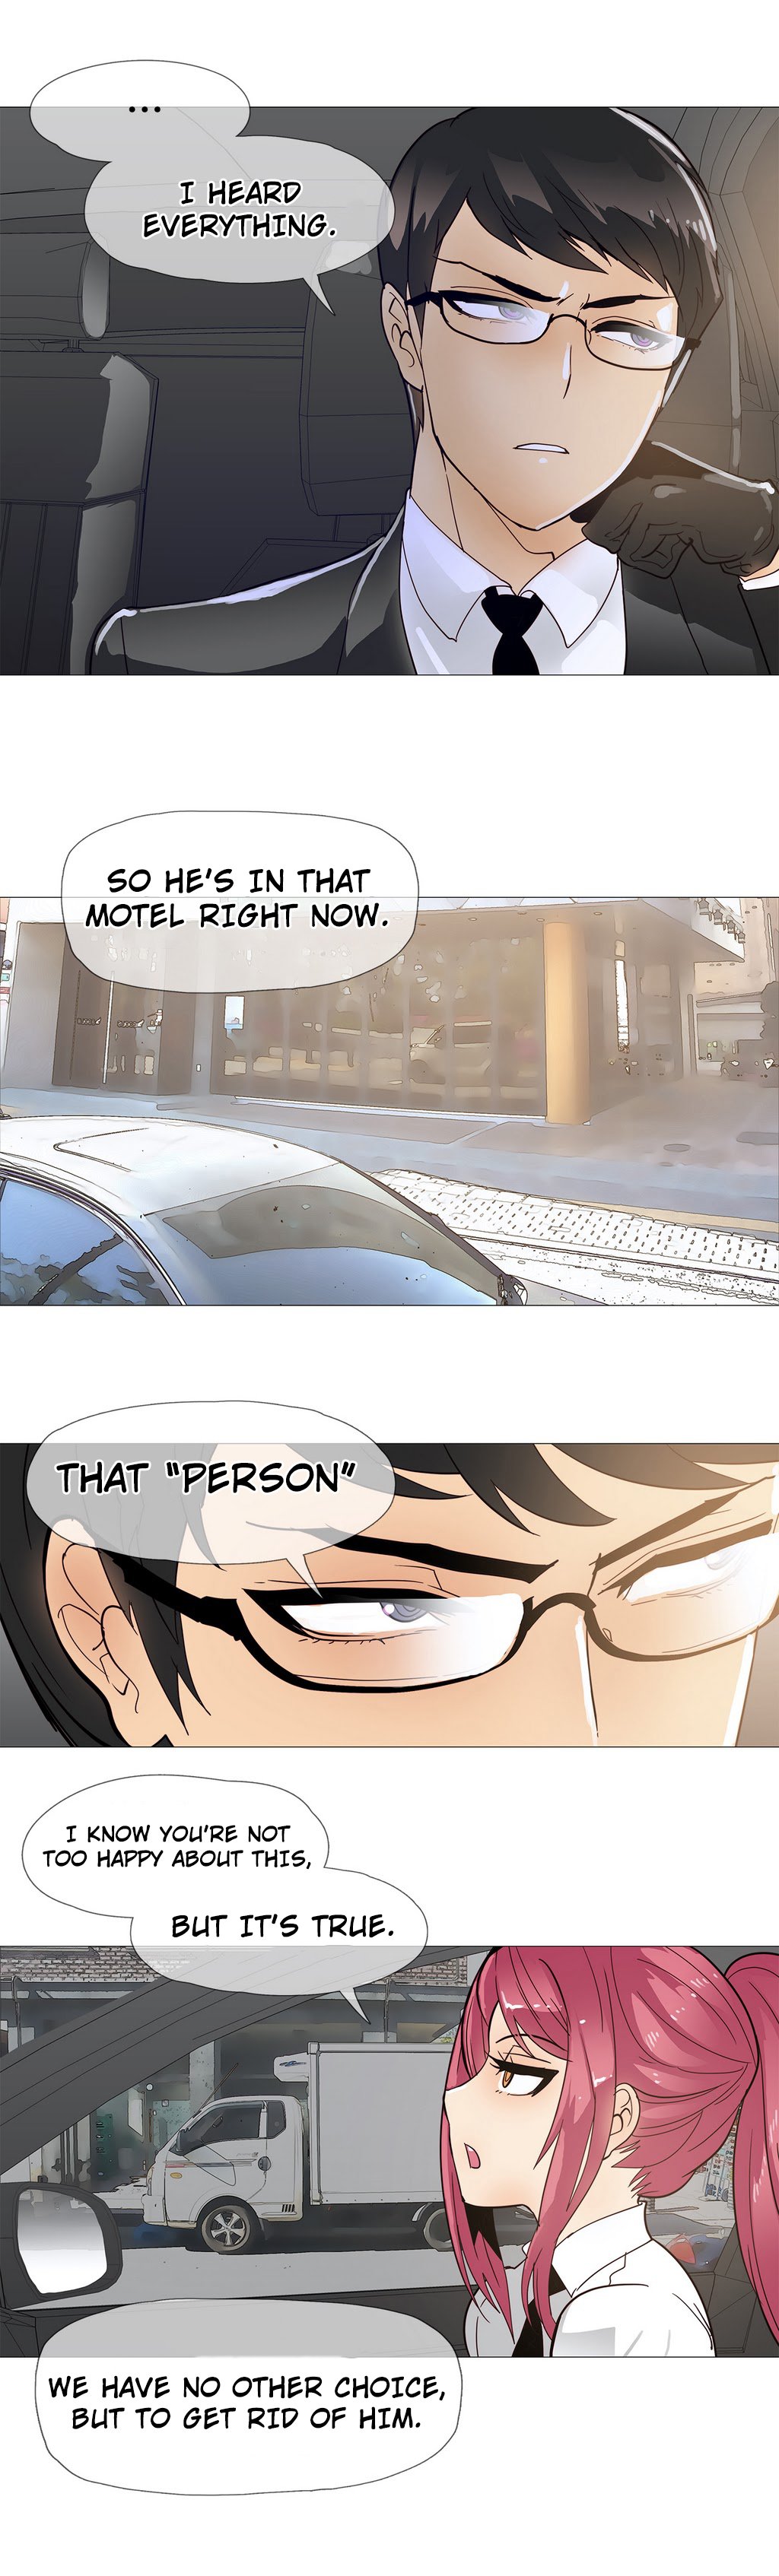 ...
I HEARD
EVERYTHING.
SO HE'S IN THAT
MOTEL RIGHT NOW.
THAT "PERSON"
I KNOW YOU'RE NOT
TOO HAPPY ABOUT THIS,
BUT IT'S TRUE.
WE HAVE NO OTHER CHOICE,
BUT TO GET RID OF HIM.